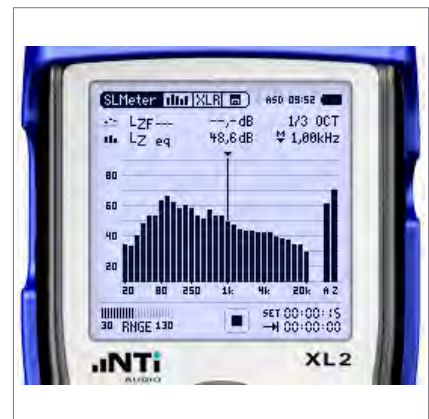 SLMeter XLR ASD 09:52
LZF--- --,-dB 1/3 OCT
LZ eq 48,6dB M 1,00kHz
80
60
40
20
20 80 250 1k 4k 20k A Z
30 RNGE 130 SET 00:00:15
00:00:00
NTi XL2
AUDIO